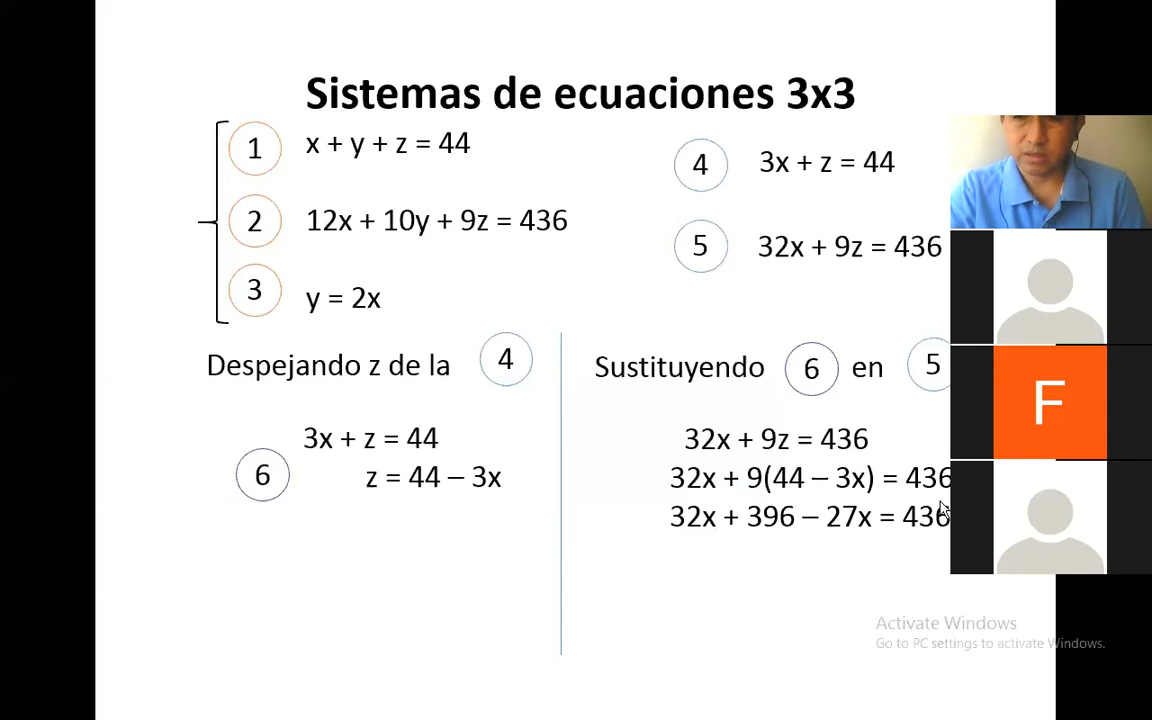 Sistemas de ecuaciones 3x3
1 x + y + z = 44
2 12x + 10y + 9z = 436
3 y = 2x
4 3x + z = 44
5 32x + 9z = 436
Despejando z de la 4
3x + z = 44
6 z = 44 – 3x
Sustituyendo 6 en 5
32x + 9z = 436
32x + 9(44 – 3x) = 436
32x + 396 – 27x = 436
F
Activate Windows
Go to PC settings to activate Windows.